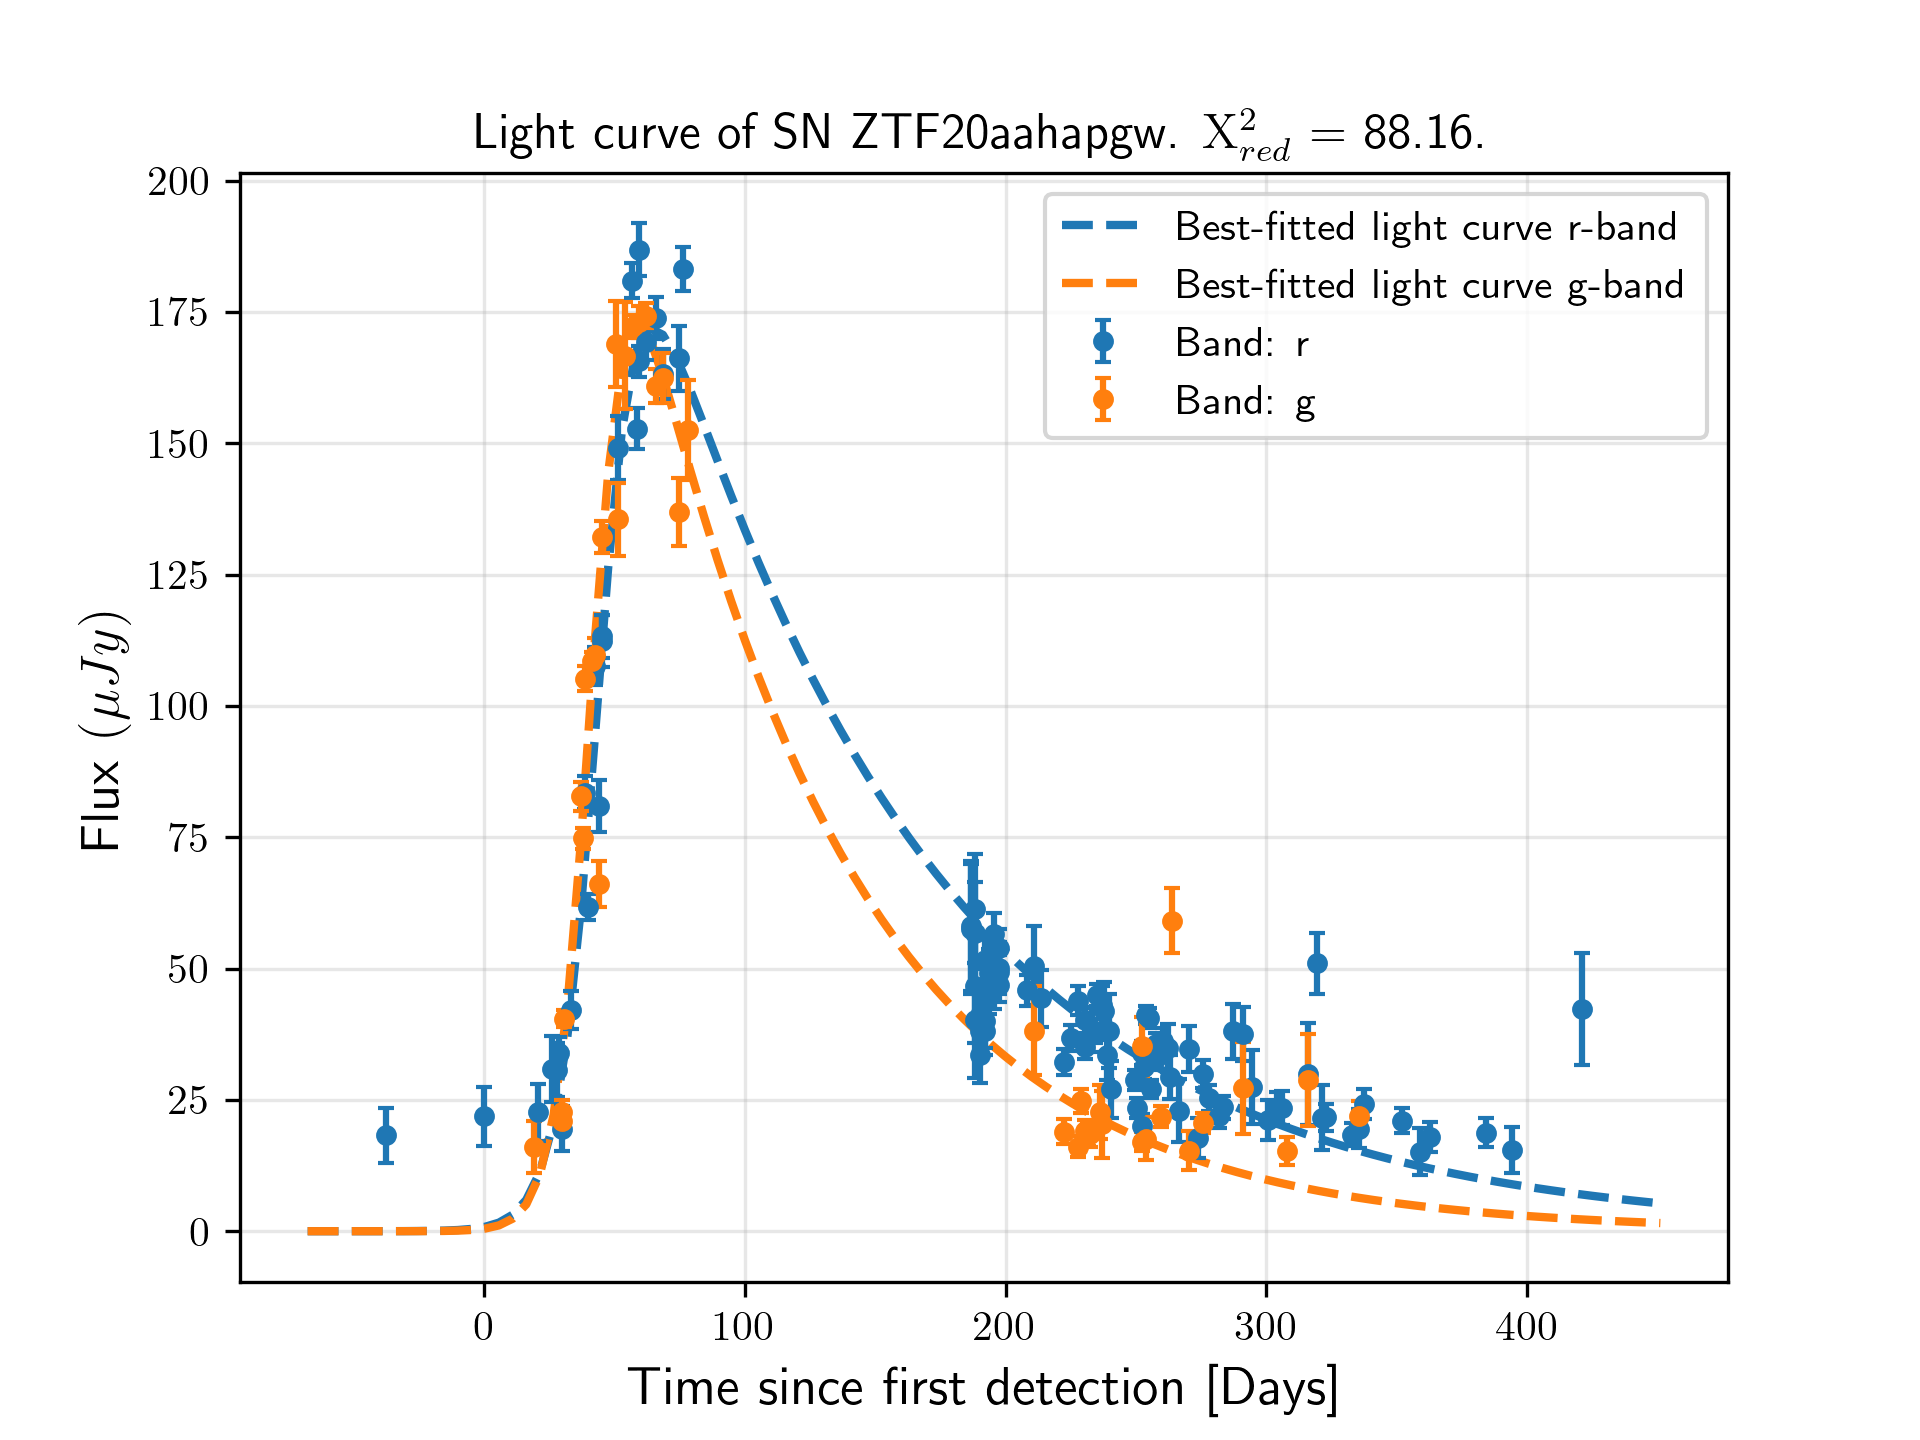 Light curve of SN ZTF20aahapgw. X²_red = 88.16.
200
175
150
125
100
75
50
25
0
Flux (μJy)
Best-fitted light curve r-band
Best-fitted light curve g-band
Band: r
Band: g
0 100 200 300 400
Time since first detection [Days]